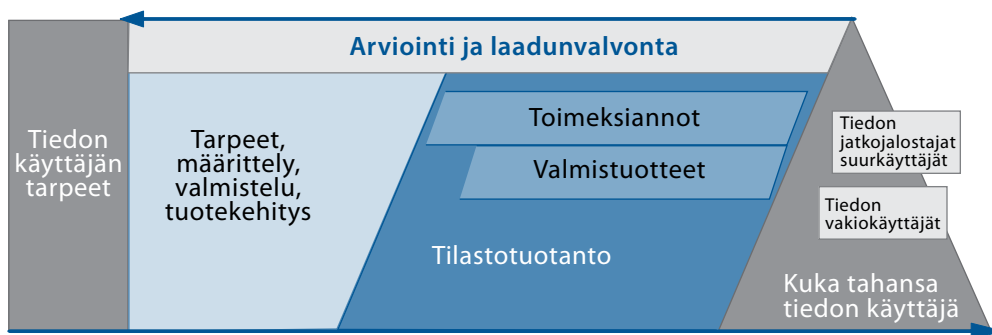 Arviointi ja laadunvalvonta
Tiedon
käyttäjän
tarpeet
Tarpeet,
määrittely,
valmistelu,
tuotekehitys
Toimeksiannot
Valmistuotteet
Tilastotuotanto
Tiedon
jatkojalostajat
suurkäyttäjät
Tiedon
vakiokäyttäjät
Kuka tahansa
tiedon käyttäjä